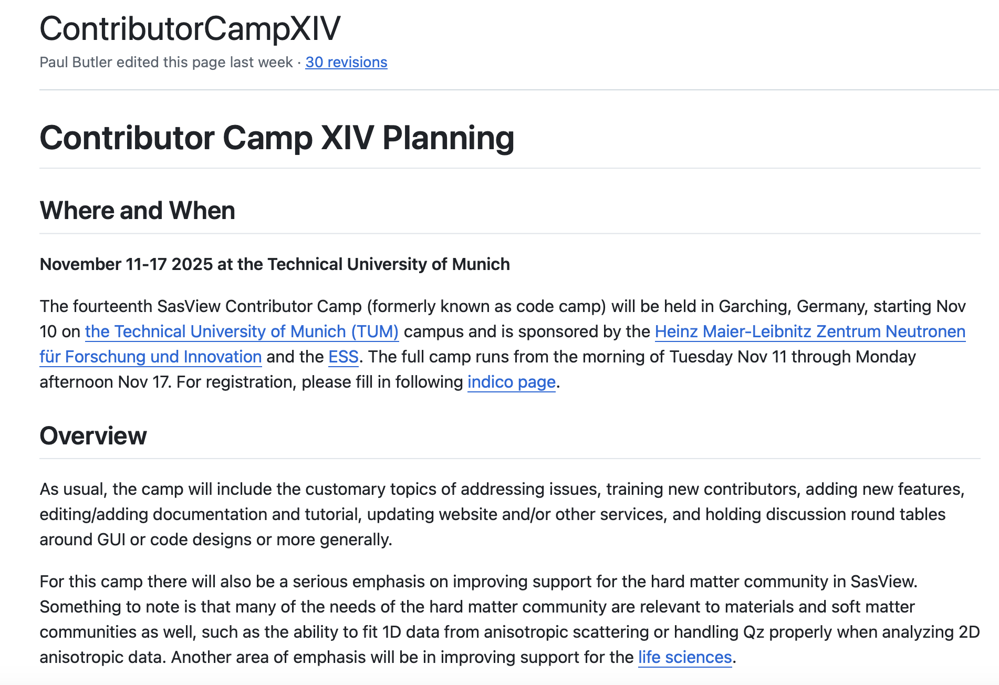 ContributorCampXIV
Paul Butler edited this page last week · 30 revisions
Contributor Camp XIV Planning
Where and When
November 11-17 2025 at the Technical University of Munich
The fourteenth SasView Contributor Camp (formerly known as code camp) will be held in Garching, Germany, starting Nov
10 on the Technical University of Munich (TUM) campus and is sponsored by the Heinz Maier-Leibnitz Zentrum Neutronen
für Forschung und Innovation and the ESS. The full camp runs from the morning of Tuesday Nov 11 through Monday
afternoon Nov 17. For registration, please fill in following indico page.
Overview
As usual, the camp will include the customary topics of addressing issues, training new contributors, adding new features,
editing/adding documentation and tutorial, updating website and/or other services, and holding discussion round tables
around GUI or code designs or more generally.
For this camp there will also be a serious emphasis on improving support for the hard matter community in SasView.
Something to note is that many of the needs of the hard matter community are relevant to materials and soft matter
communities as well, such as the ability to fit 1D data from anisotropic scattering or handling Qz properly when analyzing 2D
anisotropic data. Another area of emphasis will be in improving support for the life sciences.